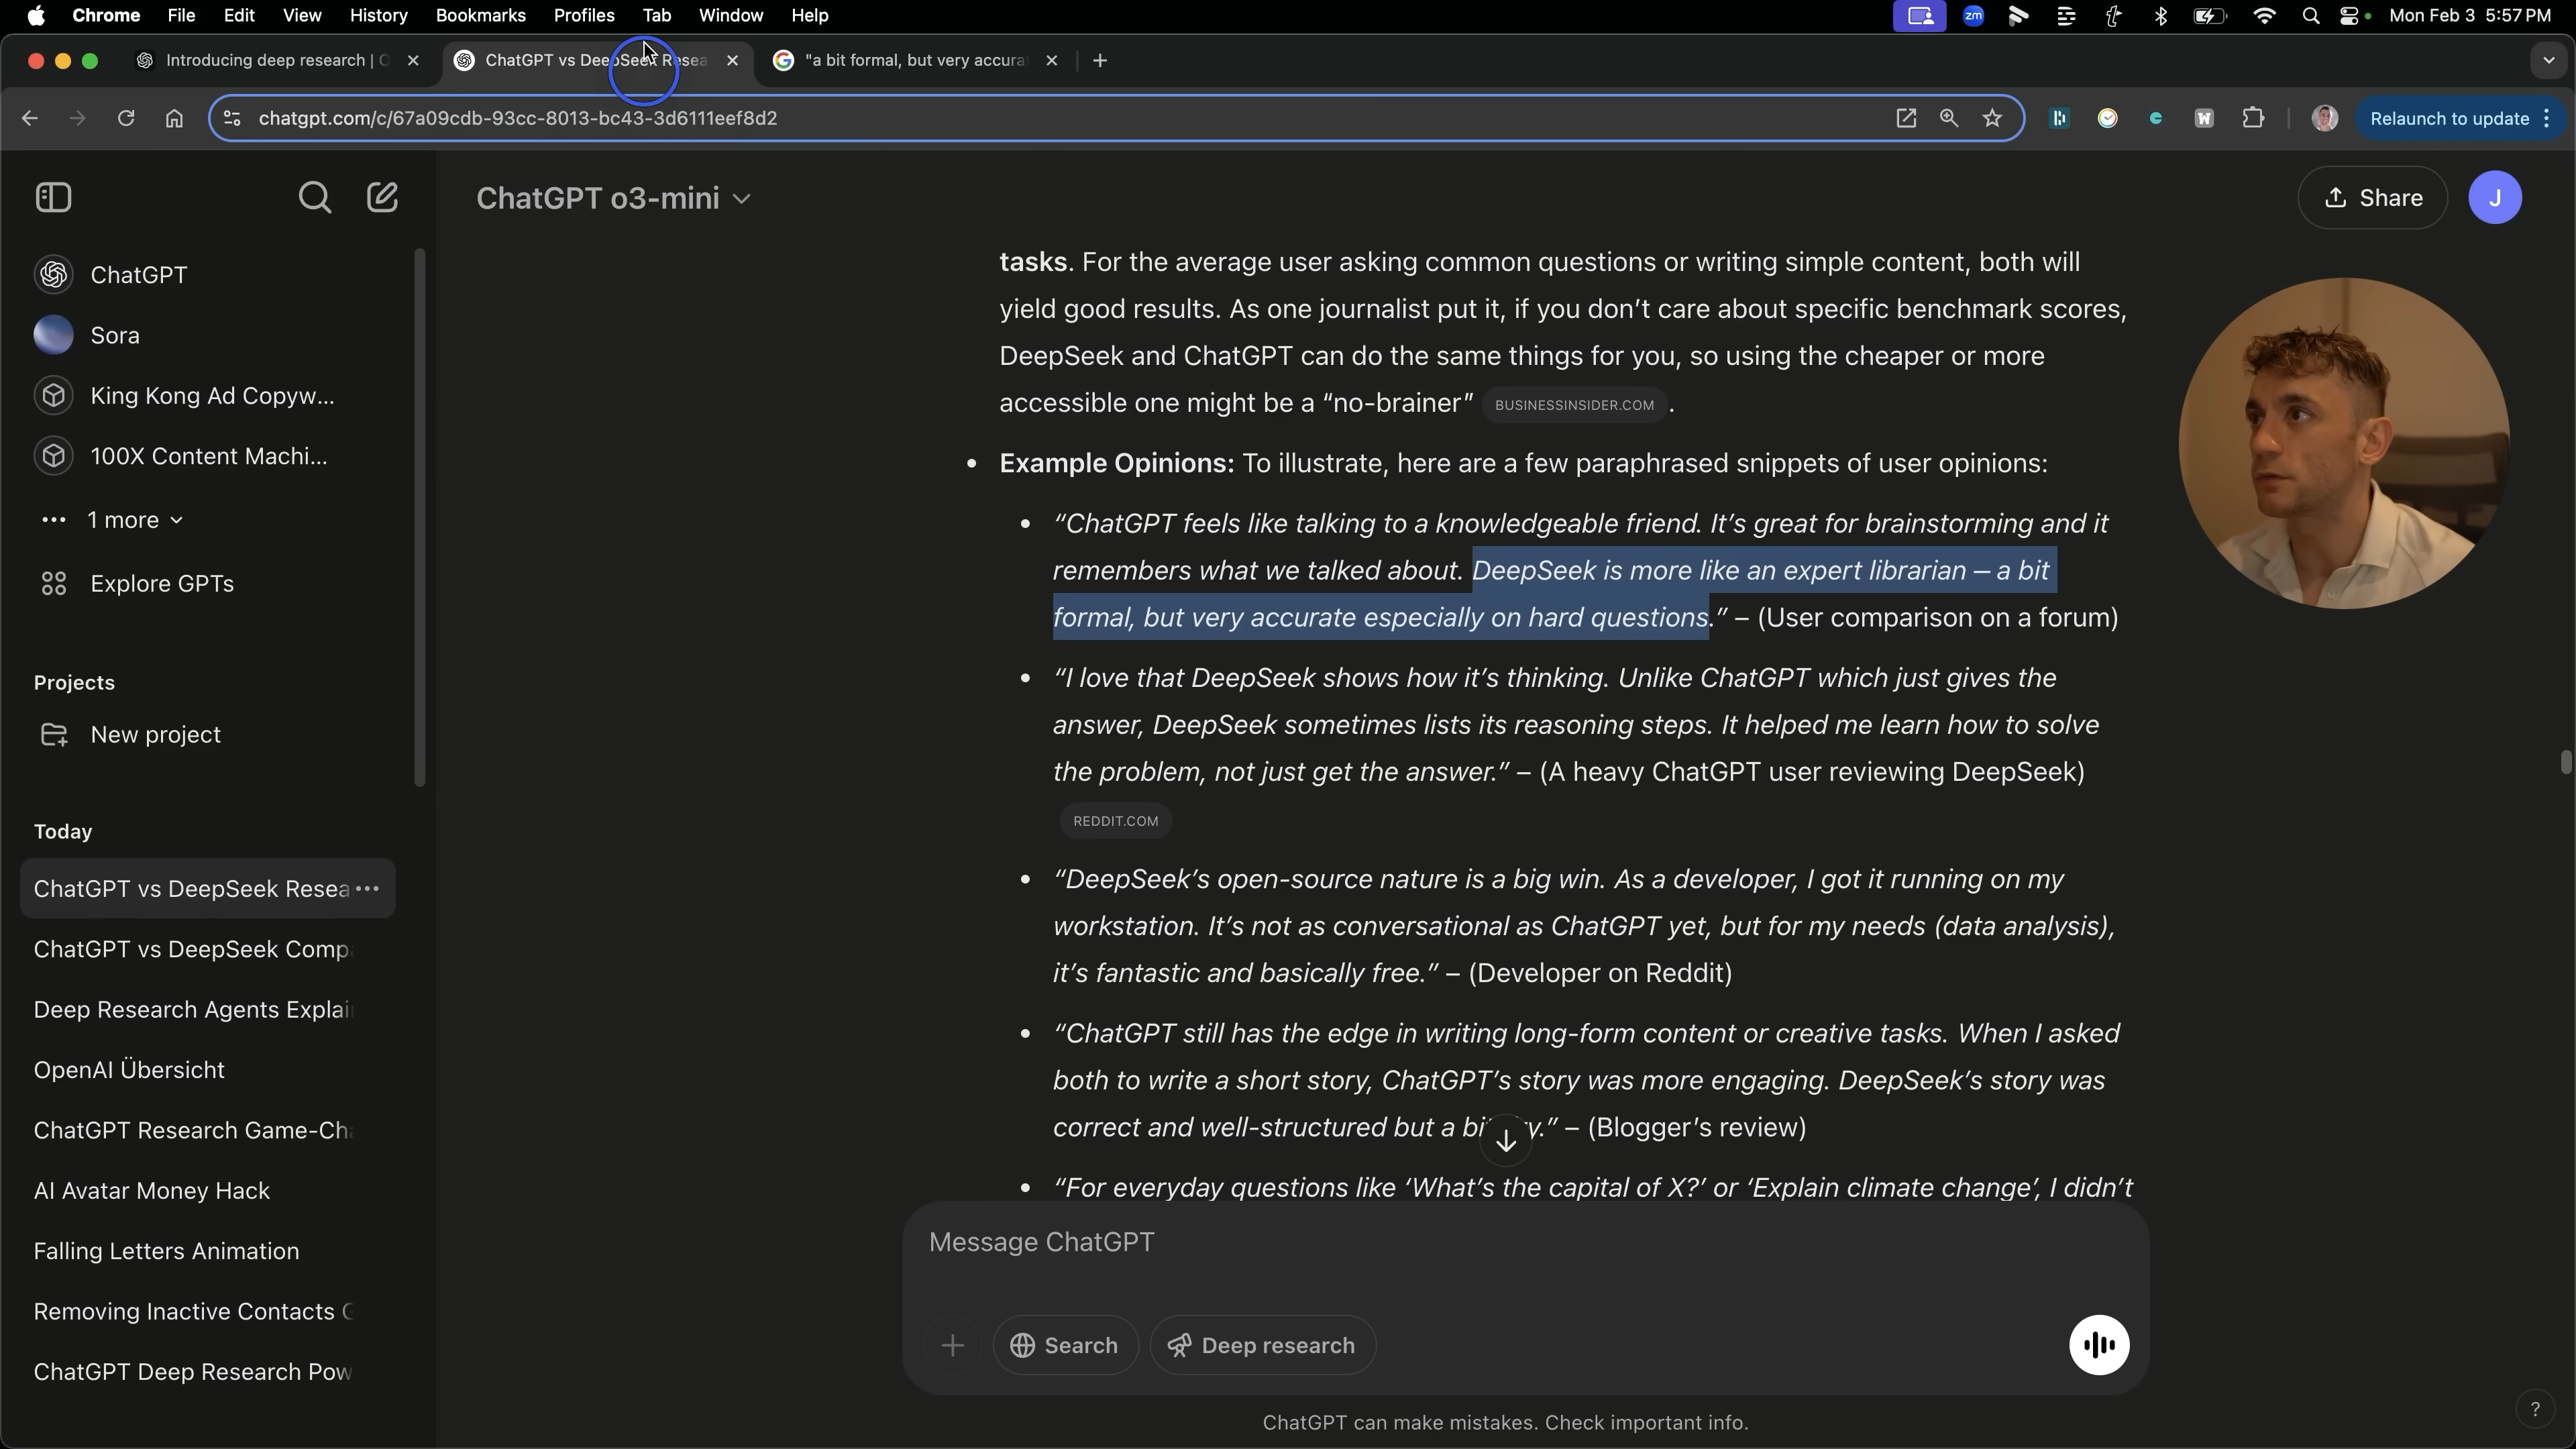 Chrome File Edit View History Bookmarks Profiles Tab Window Help
zm
Mon Feb 3 5:57 PM
Introducing deep research | O
ChatGPT vs DeepSeek Resea
"a bit formal, but very accura
chatgpt.com/c/67a09cdb-93cc-8013-bc43-3d6111eef8d2
W
Relaunch to update
ChatGPT o3-mini
Share
J
ChatGPT
Sora
King Kong Ad Copyw...
100X Content Machi...
1 more
Explore GPTs
Projects
New project
Today
ChatGPT vs DeepSeek Resea
ChatGPT vs DeepSeek Comp
Deep Research Agents Explai
OpenAI Übersicht
ChatGPT Research Game-Ch
AI Avatar Money Hack
Falling Letters Animation
Removing Inactive Contacts
ChatGPT Deep Research Pow
tasks. For the average user asking common questions or writing simple content, both will
yield good results. As one journalist put it, if you don’t care about specific benchmark scores,
DeepSeek and ChatGPT can do the same things for you, so using the cheaper or more
accessible one might be a “no-brainer” BUSINESSINSIDER.COM .
• Example Opinions: To illustrate, here are a few paraphrased snippets of user opinions:
• “ChatGPT feels like talking to a knowledgeable friend. It’s great for brainstorming and it
remembers what we talked about. DeepSeek is more like an expert librarian – a bit
formal, but very accurate especially on hard questions.” – (User comparison on a forum)
• “I love that DeepSeek shows how it’s thinking. Unlike ChatGPT which just gives the
answer, DeepSeek sometimes lists its reasoning steps. It helped me learn how to solve
the problem, not just get the answer.” – (A heavy ChatGPT user reviewing DeepSeek)
REDDIT.COM
• “DeepSeek’s open-source nature is a big win. As a developer, I got it running on my
workstation. It’s not as conversational as ChatGPT yet, but for my needs (data analysis),
it’s fantastic and basically free.” – (Developer on Reddit)
• “ChatGPT still has the edge in writing long-form content or creative tasks. When I asked
both to write a short story, ChatGPT’s story was more engaging. DeepSeek’s story was
correct and well-structured but a bit – (Blogger’s review)
• “For everyday questions like ‘What’s the capital of X?’ or ‘Explain climate change’, I didn’t
Message ChatGPT
Search
Deep research
ChatGPT can make mistakes. Check important info.
?